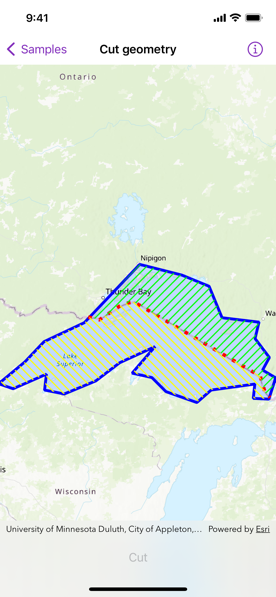 9:41
Samples
Cut geometry
Ontario
Nipigon
Thunder Bay
Wa
Lake
Superior
is
Wisconsin
University of Minnesota Duluth, City of Appleton,...
Powered by Esri
Cut